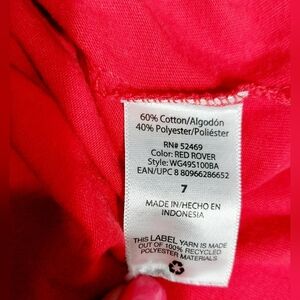 60% Cotton/Algodón
40% Polyester/Poliéster
RN# 52469
Color: RED ROVER
Style: WG49S100BA
EAN/UPC 8 80966286652
7
MADE IN/HECHO EN
INDONESIA
THIS LABEL YARN IS MADE
OUT OF 100% RECYCLED
POLYESTER MATERIALS